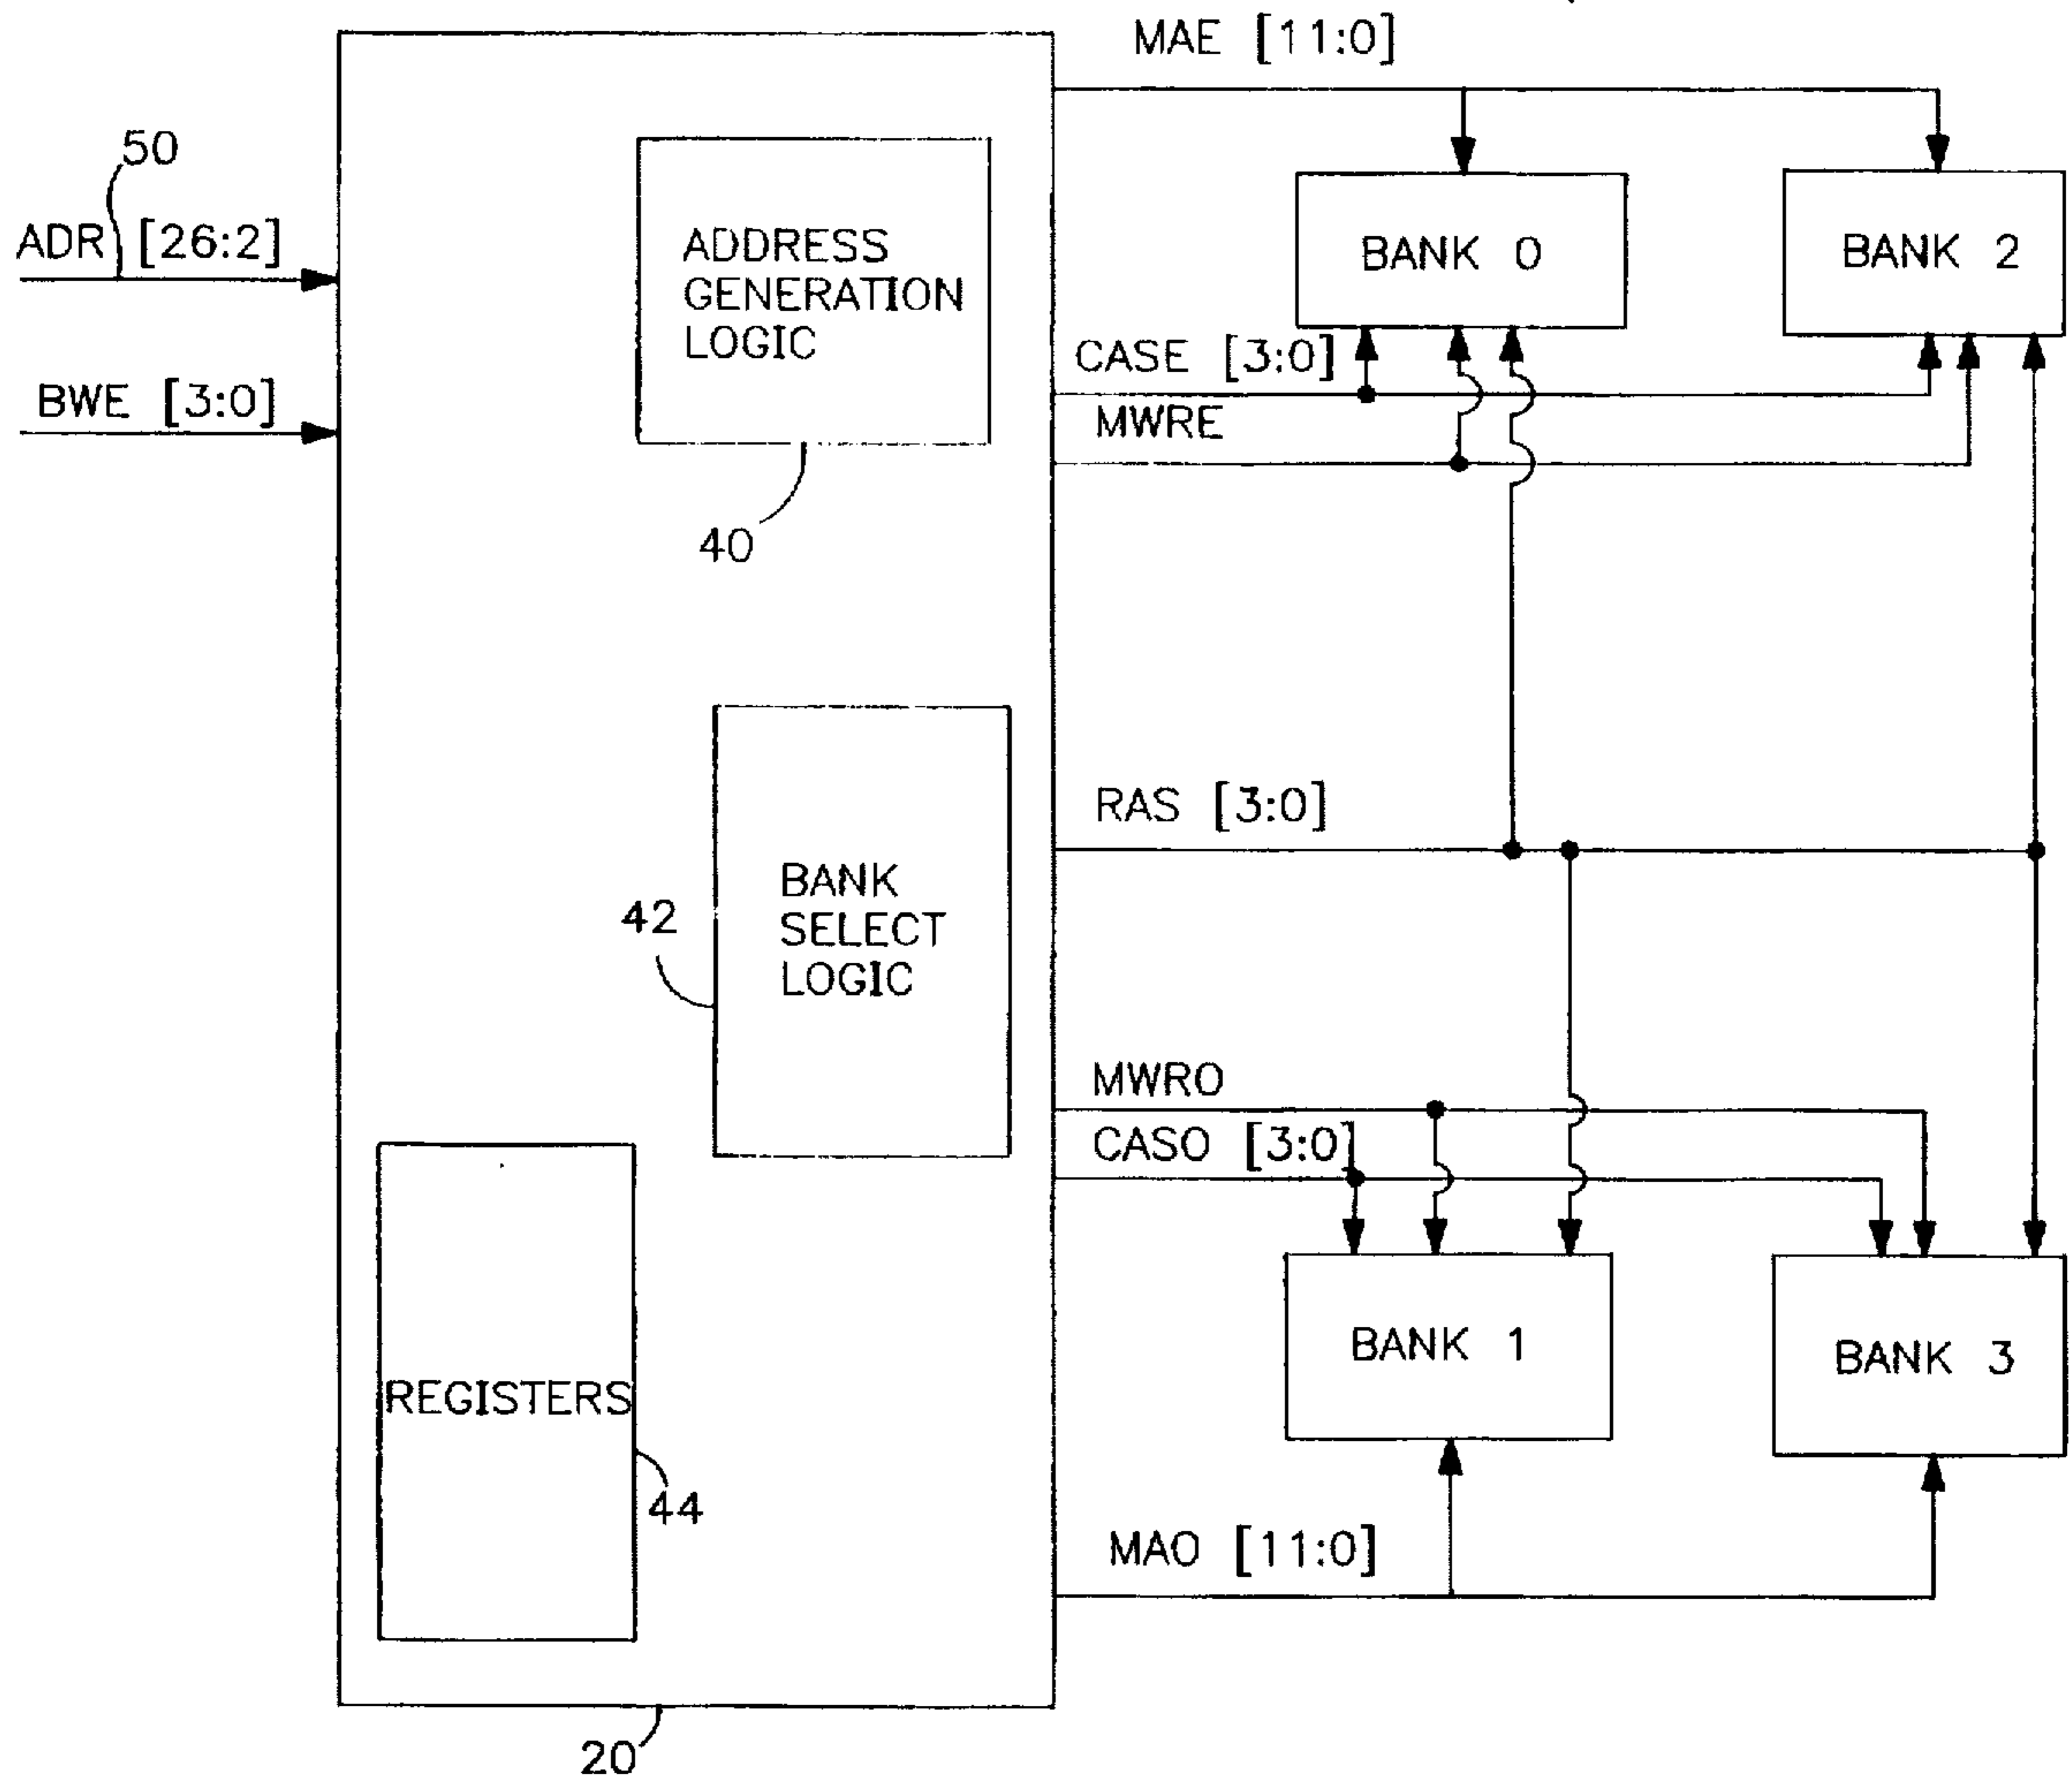 MAE [11:0]
50
ADR [26:2]
ADDRESS
GENERATION
LOGIC
BANK 0
BANK 2
CASE [3:0]
BWE [3:0]
MWRE
40
RAS [3:0]
BANK
SELECT
LOGIC
42
MWRO
CASO [3:0]
BANK 1
BANK 3
REGISTERS
44
MAO [11:0]
20